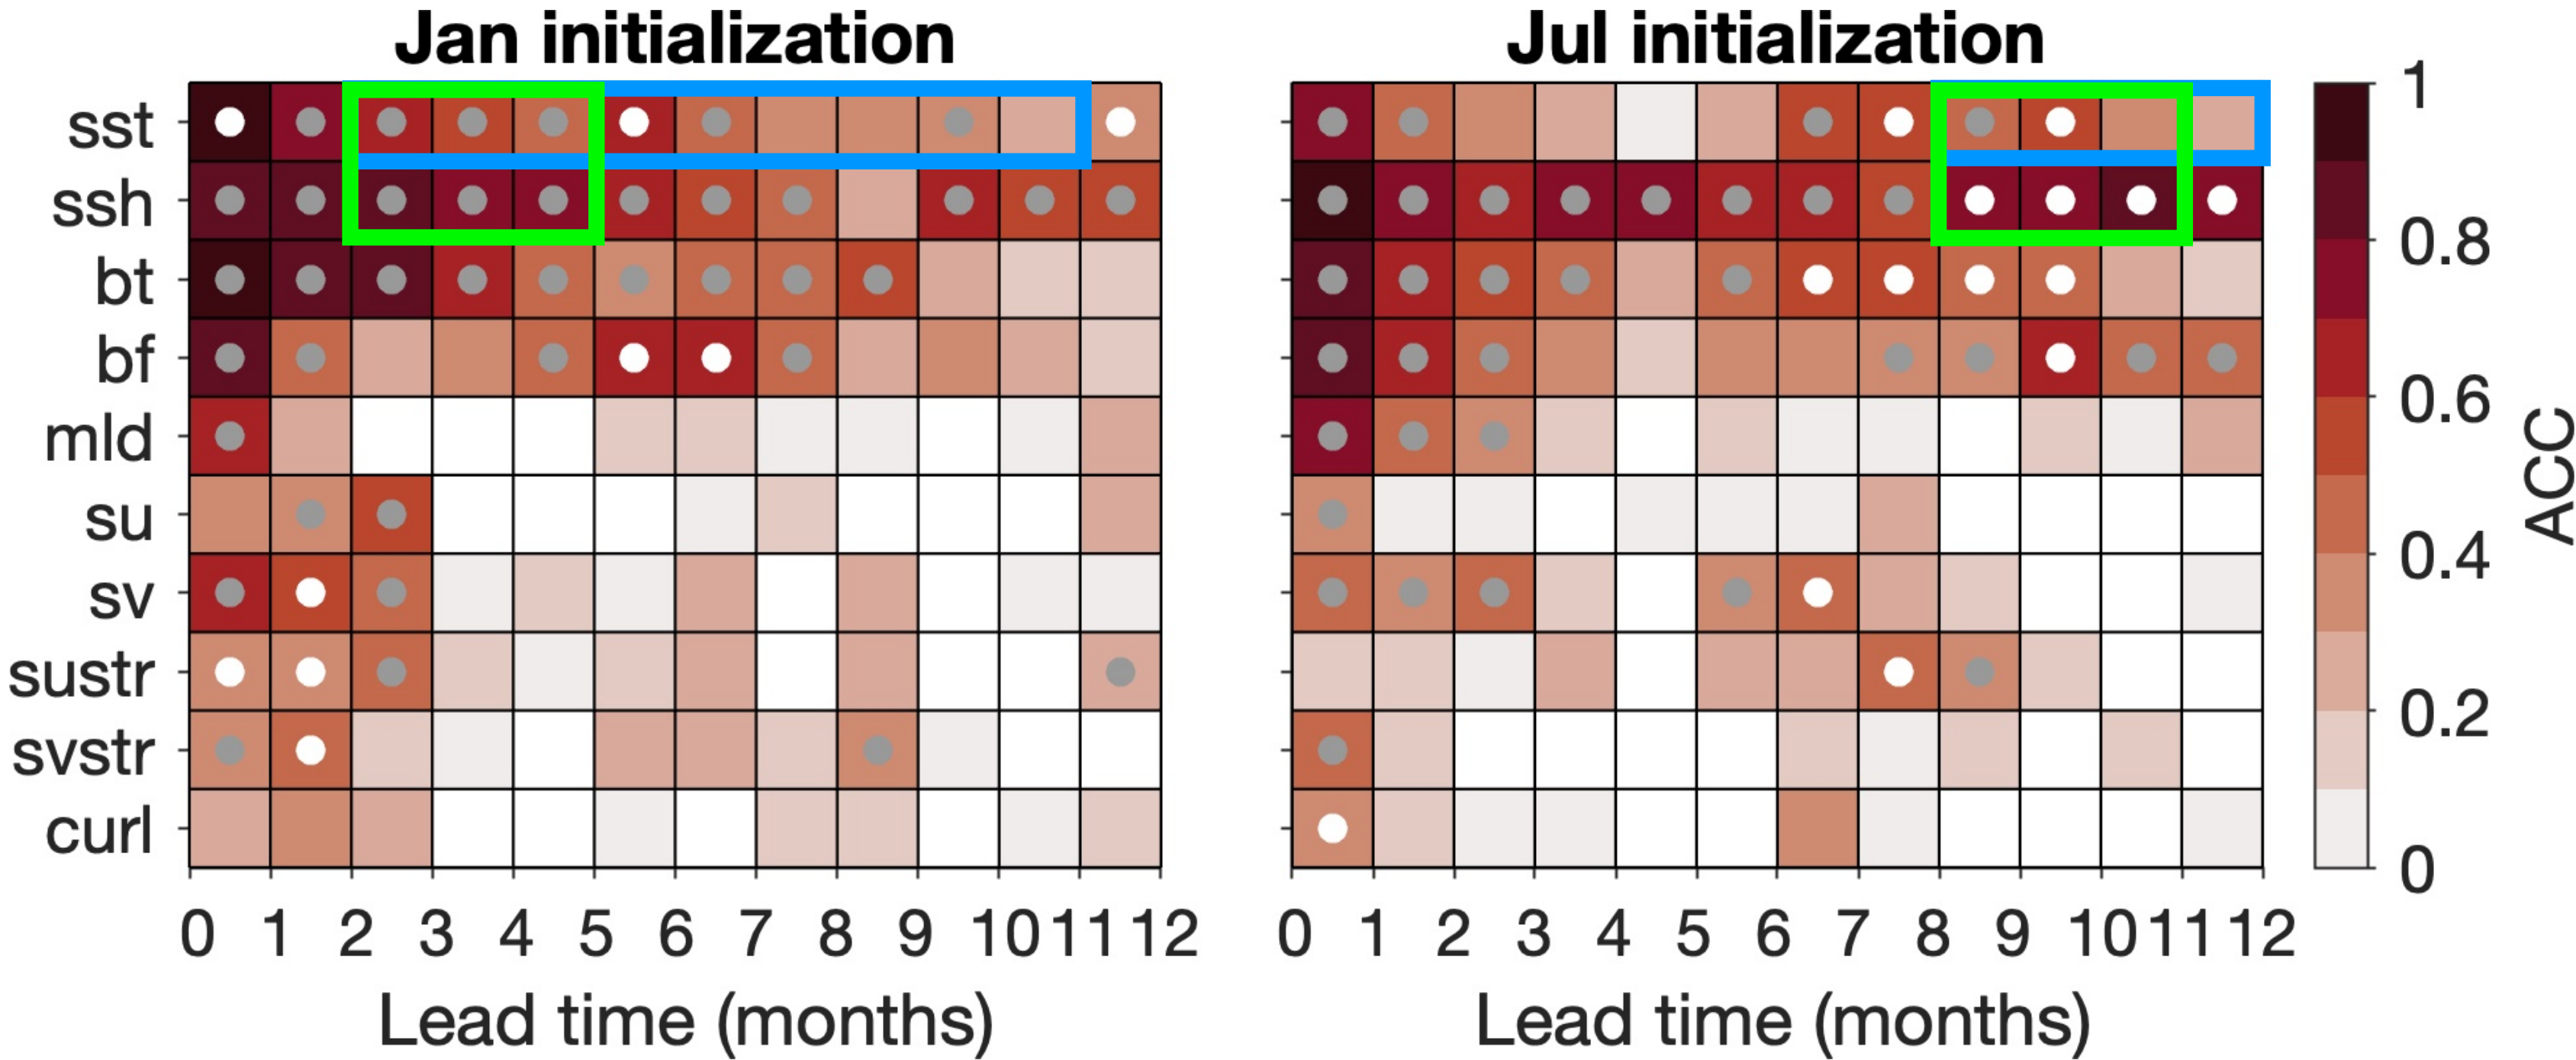 Jan initialization
Jul initialization
sst
ssh
bt
bf
mld
su
sv
sustr
svstr
curl
0 1 2 3 4 5 6 7 8 9 10 11 12
Lead time (months)
0 1 2 3 4 5 6 7 8 9 10 11 12
Lead time (months)
1
0.8
0.6
0.4
0.2
0
ACC